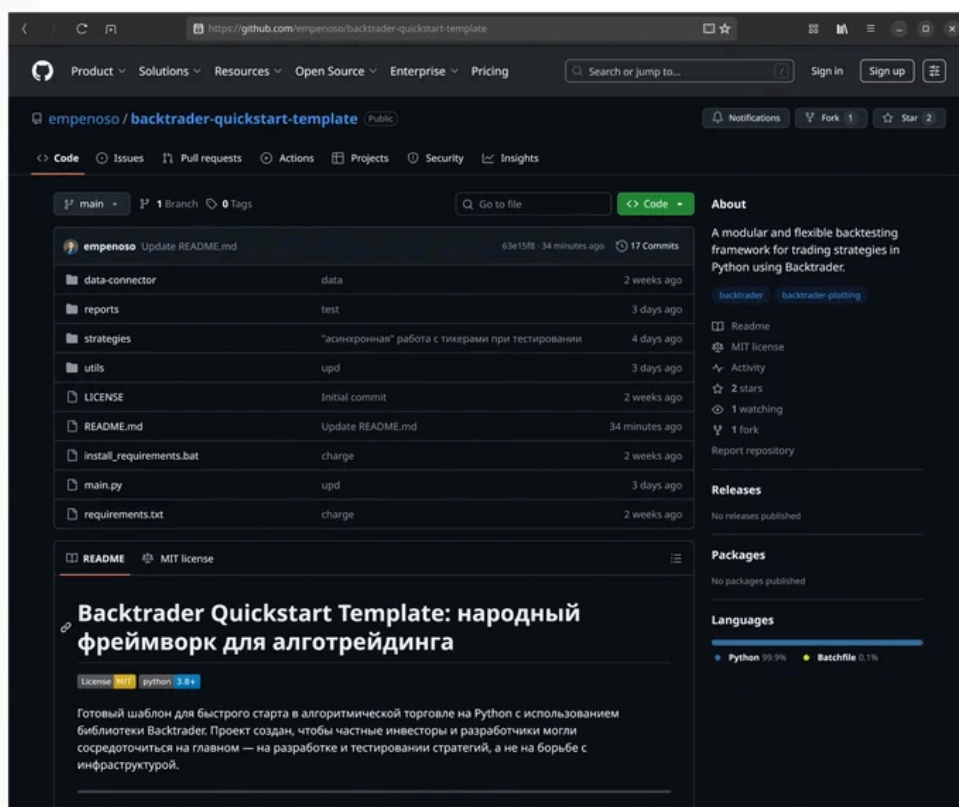 https://github.com/empenoso/backtrader-quickstart-template
Product Solutions Resources Open Source Enterprise Pricing
Search or jump to... /
Sign in Sign up
empenoso / backtrader-quickstart-template Public
Notifications Fork 1 Star 2
Code Issues Pull requests Actions Projects Security Insights
main 1 Branch 0 Tags Go to file Code
empenoso Update README.md 63e15f8 · 34 minutes ago 17 Commits
data-connector data 2 weeks ago
reports test 3 days ago
strategies "асинхронная" работа с тикерами при тестировании 4 days ago
utils upd 3 days ago
LICENSE Initial commit 2 weeks ago
README.md Update README.md 34 minutes ago
install_requirements.bat charge 2 weeks ago
main.py upd 3 days ago
requirements.txt charge 2 weeks ago
README MIT license
Backtrader Quickstart Template: народный
фреймворк для алготрейдинга
License MIT python 3.8+
Готовый шаблон для быстрого старта в алгоритмической торговле на Python с использованием
библиотеки Backtrader. Проект создан, чтобы частные инвесторы и разработчики могли
сосредоточиться на главном — на разработке и тестировании стратегий, а не на борьбе с
инфраструктурой.
About
A modular and flexible backtesting
framework for trading strategies in
Python using Backtrader.
backtrader backtrader-plotting
Readme
MIT license
Activity
2 stars
1 watching
1 fork
Report repository
Releases
No releases published
Packages
No packages published
Languages
Python 99.9% Batchfile 0.1%